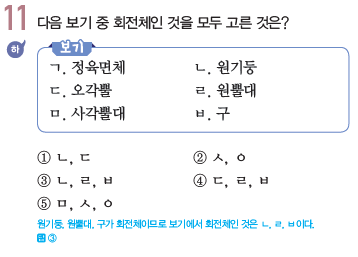 11 다음 보기 중 회전체인 것을 모두 고른 것은?
하
보기
ㄱ. 정육면체 ㄴ. 원기둥
ㄷ. 오각뿔 ㄹ. 원뿔대
ㅁ. 사각뿔대 ㅂ. 구
① ㄴ, ㄷ ② ㅅ, ㅇ
③ ㄴ, ㄹ, ㅂ ④ ㄷ, ㄹ, ㅂ
⑤ ㅁ, ㅅ, ㅇ
원기둥, 원뿔대, 구가 회전체이므로 보기에서 회전체인 것은 ㄴ, ㄹ, ㅂ이다.
답 ③